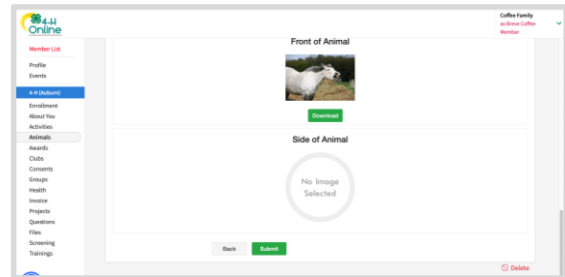 4-H
Online
Coffee Family
as Breve Coffee
Member
Member List
Profile
Events
4-H (Auburn)
Enrollment
About You
Activities
Animals
Awards
Clubs
Consents
Groups
Health
Invoice
Projects
Questions
Files
Screening
Trainings
Front of Animal
Download
Side of Animal
No Image
Selected
Back
Submit
Delete